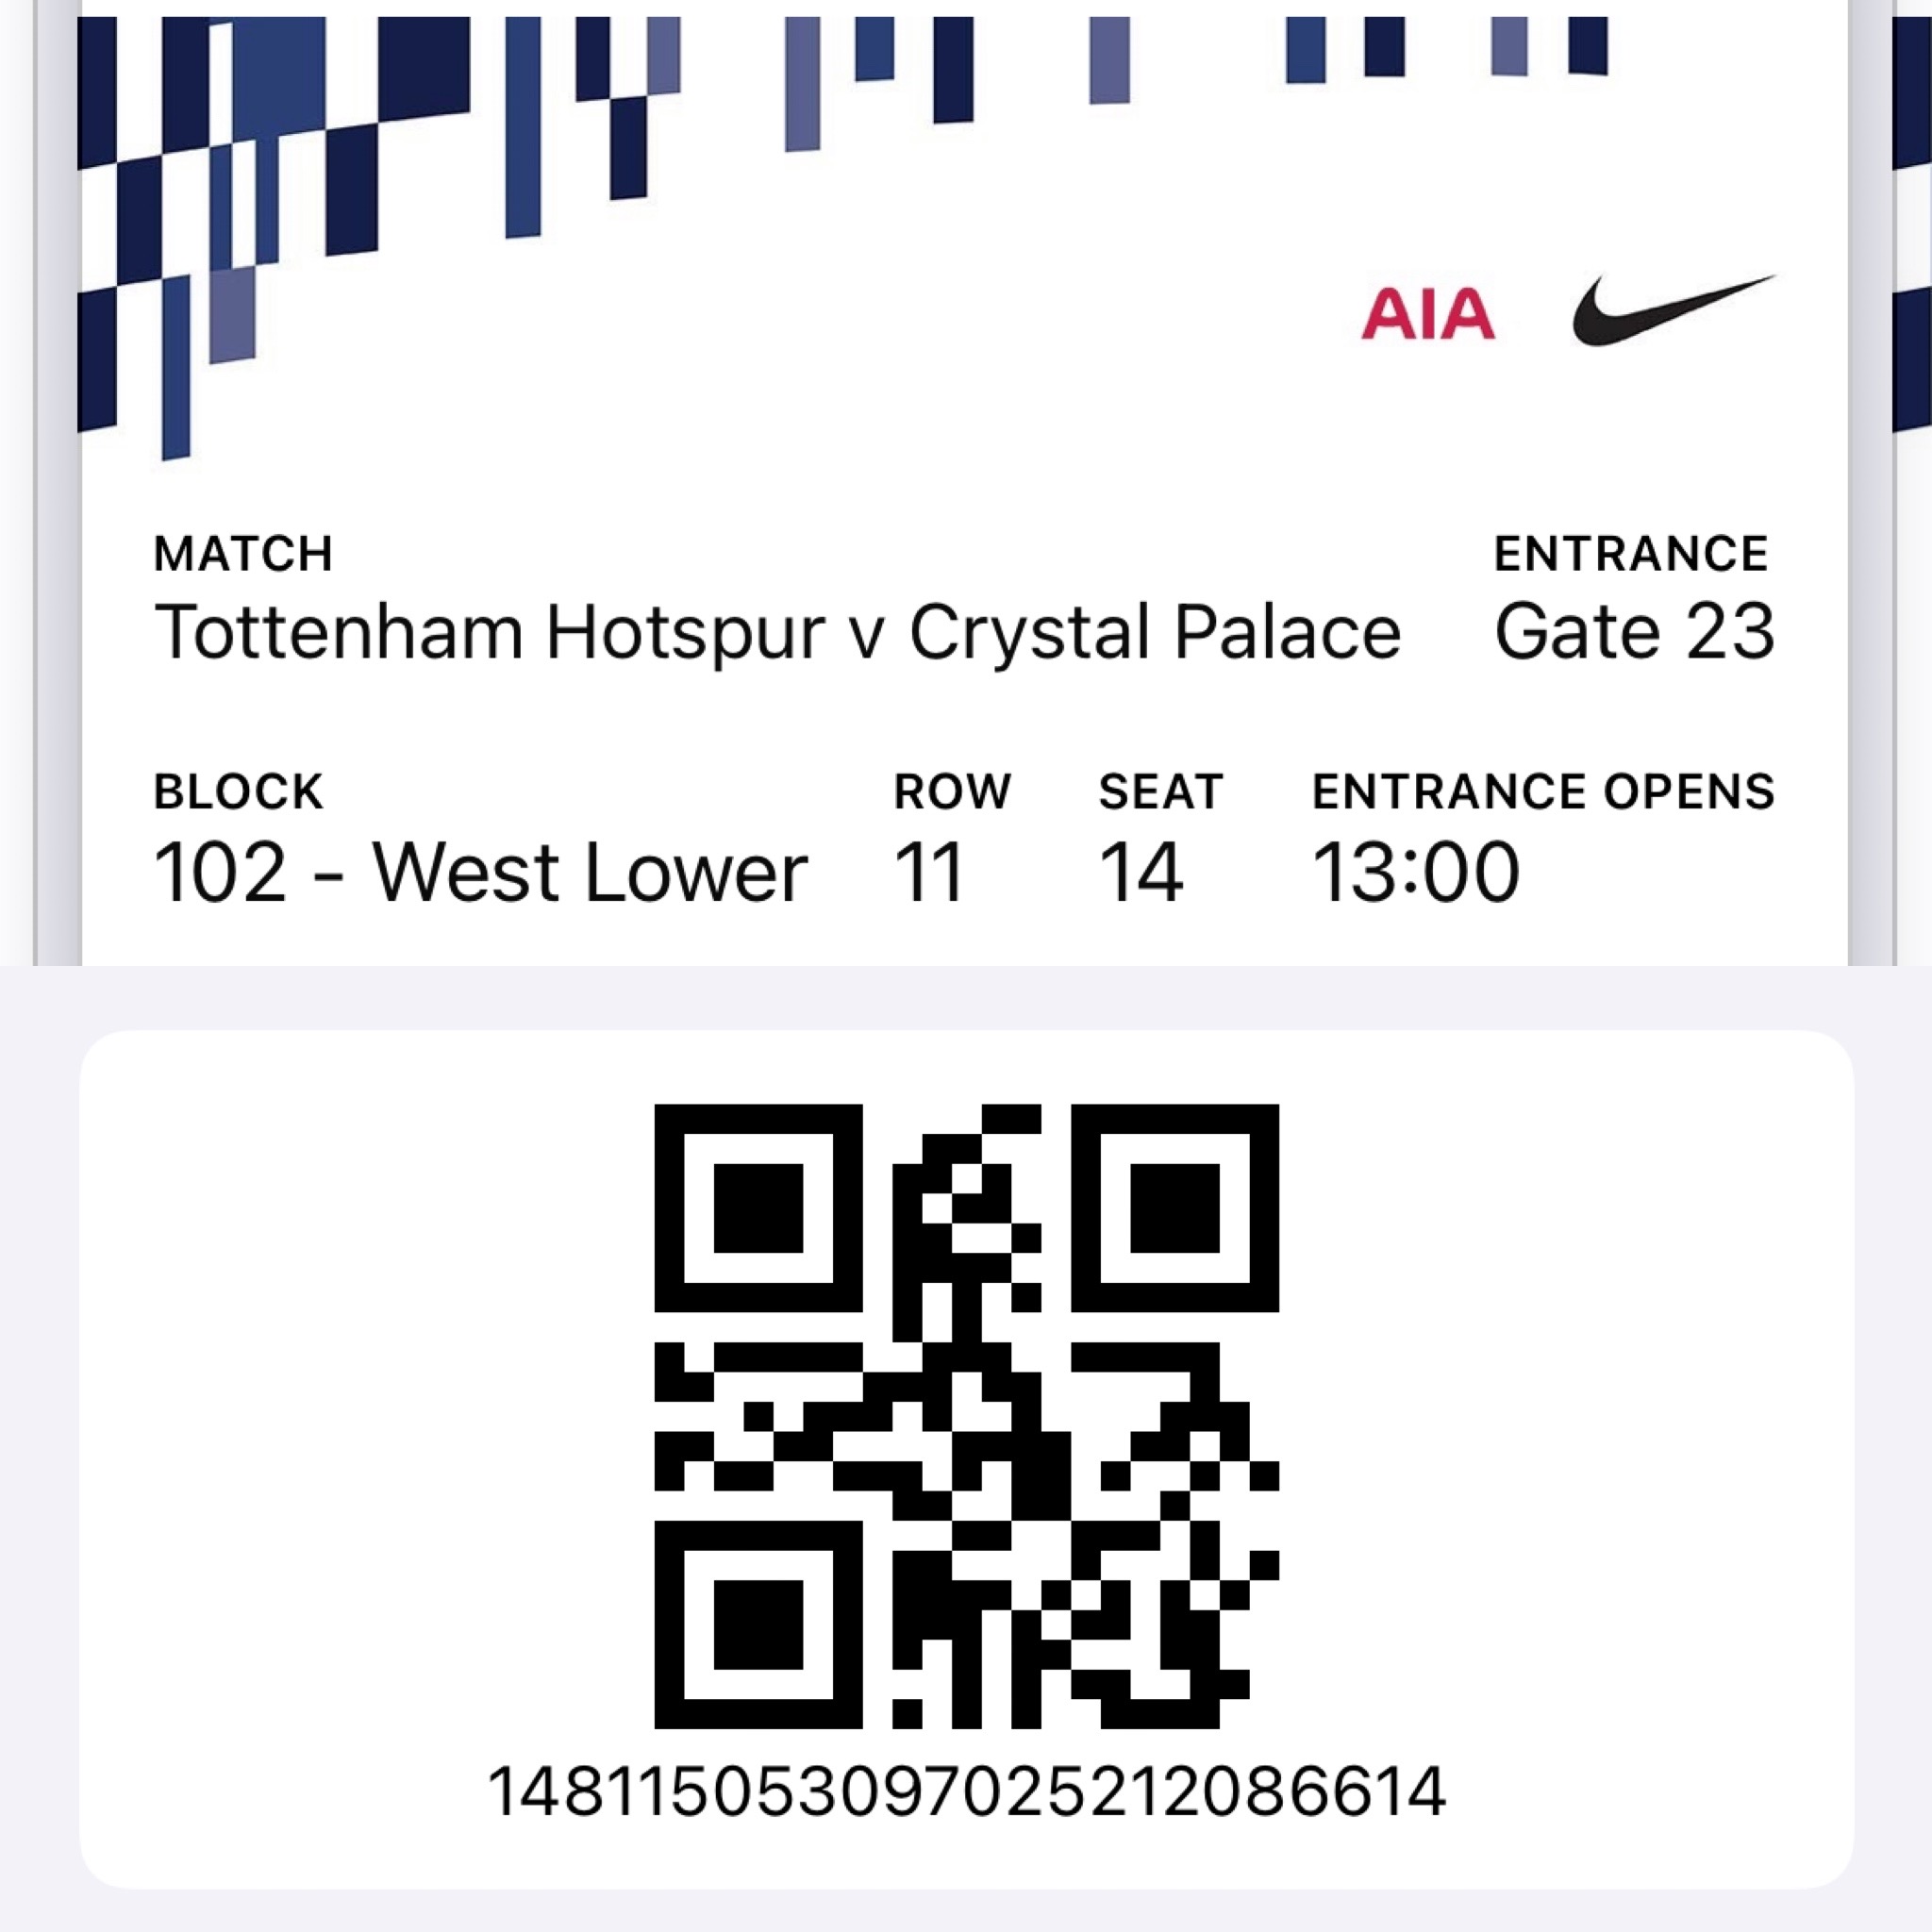 AIA
MATCH ENTRANCE
Tottenham Hotspur v Crystal Palace Gate 23
BLOCK ROW SEAT ENTRANCE OPENS
102 - West Lower 11 14 13:00
148115053097025212086614